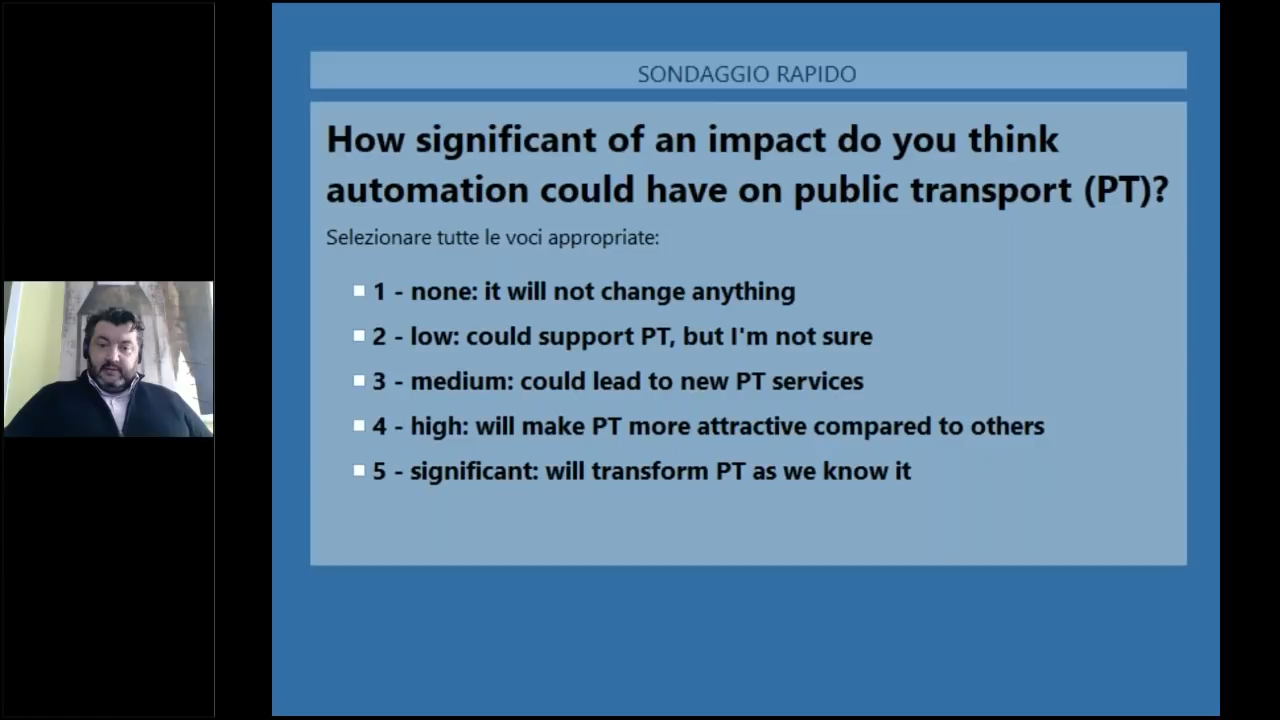 SONDAGGIO RAPIDO
How significant of an impact do you think
automation could have on public transport (PT)?
Selezionare tutte le voci appropriate:
1 - none: it will not change anything
2 - low: could support PT, but I'm not sure
3 - medium: could lead to new PT services
4 - high: will make PT more attractive compared to others
5 - significant: will transform PT as we know it